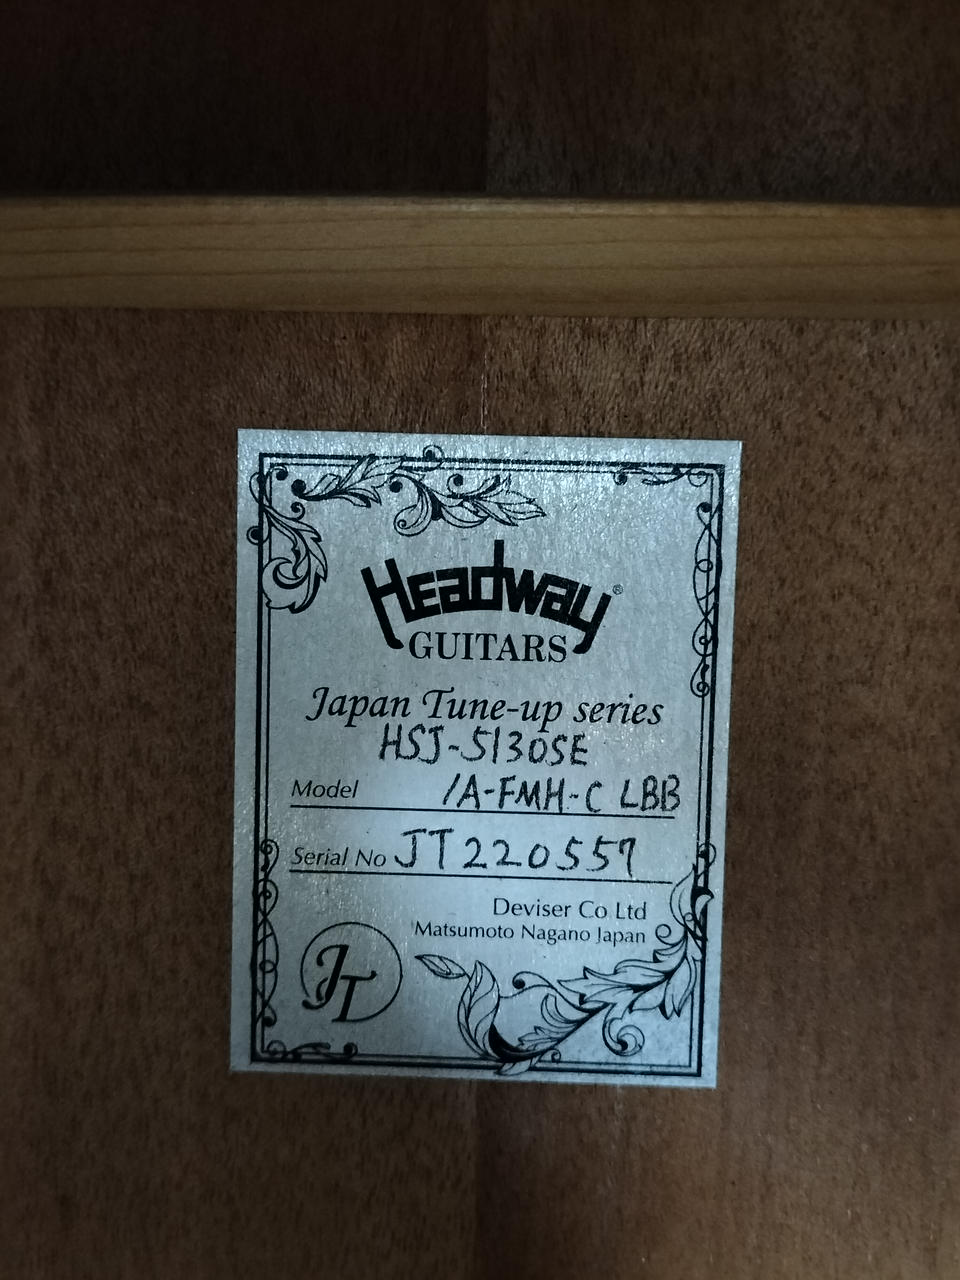 Headway®
GUITARS
Japan Tune-up series
HSJ-5130SE
Model /A-FMH-C LBB
Serial No JT220557
Deviser Co Ltd
Matsumoto Nagano Japan
JT